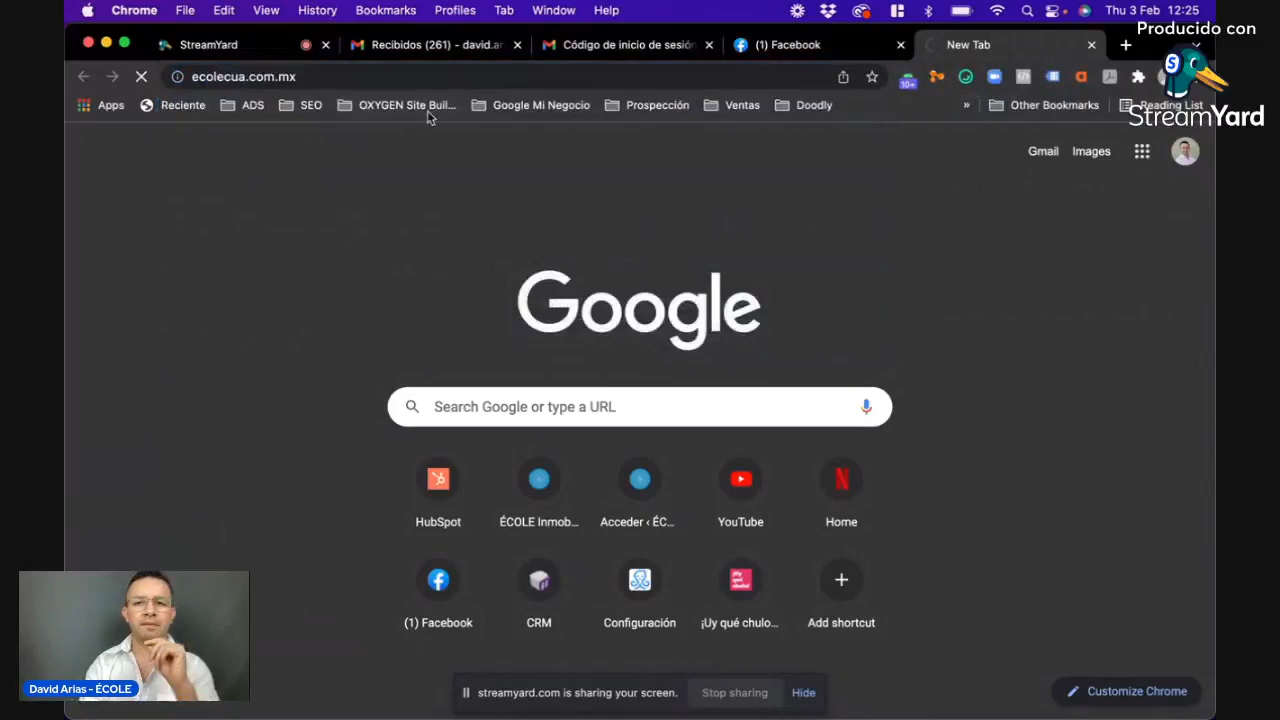 Chrome File Edit View History Bookmarks Profiles Tab Window Help Thu 3 Feb 12:25
Producido con
StreamYard
StreamYard Recibidos (261) - david.ar Código de inicio de sesión (1) Facebook New Tab
ecolecua.com.mx
10+
Apps Reciente ADS SEO OXYGEN Site Buil... Google Mi Negocio Prospección Ventas Doodly » Other Bookmarks Reading List
Gmail Images
Google
Search Google or type a URL
HubSpot ÉCOLE Inmob... Acceder ‹ ÉC... YouTube Home
(1) Facebook CRM Configuración ¡Uy qué chulo... Add shortcut
David Arias - ÉCOLE
streamyard.com is sharing your screen. Stop sharing Hide
Customize Chrome